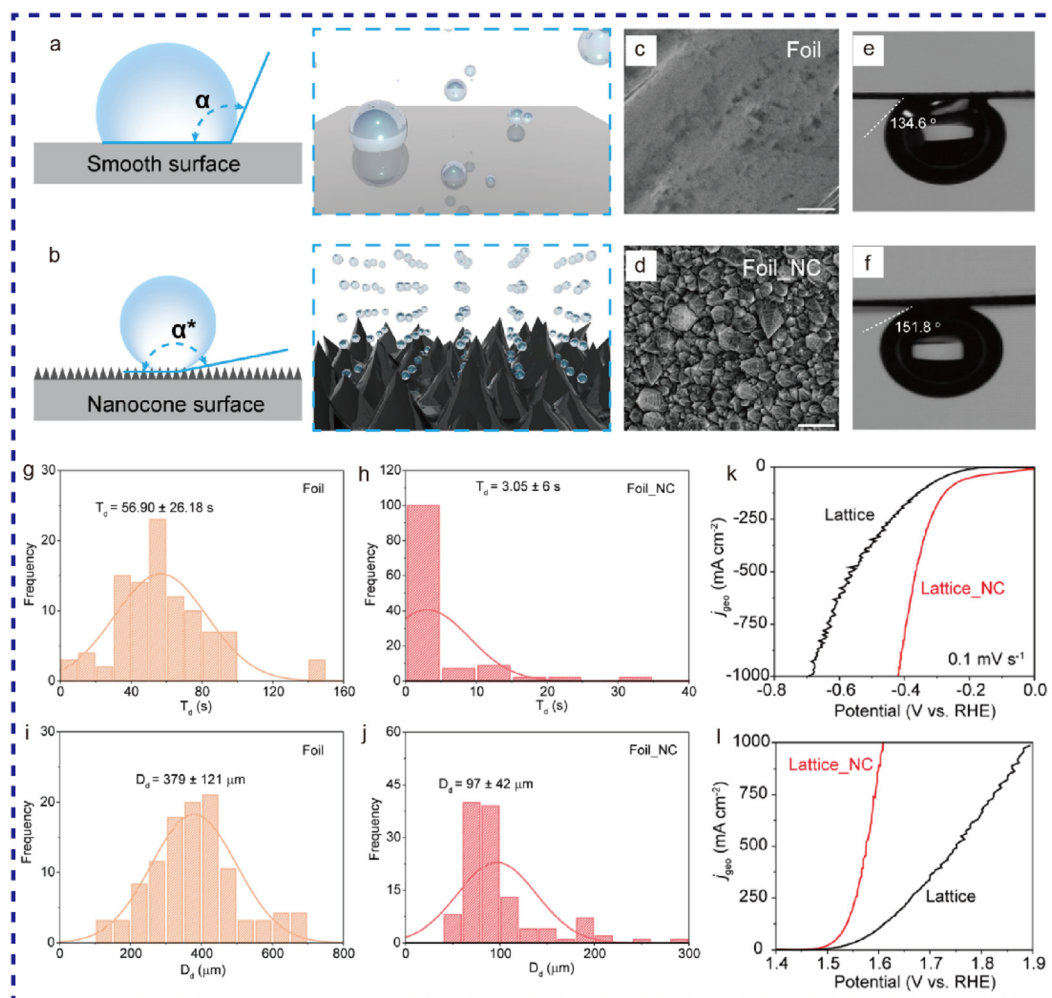 a
α
Smooth surface
b
α*
Nanocone surface
c
Foil
d
Foil_NC
e
134.6 °
f
151.8 °
g
Foil
T_d = 56.90 ± 26.18 s
Frequency
30
20
10
0
0 40 80 120 160
T_d (s)
h
T_d = 3.05 ± 6 s
Foil_NC
Frequency
120
100
80
60
40
20
0
0 10 20 30 40
T_d (s)
i
Foil
D_d = 379 ± 121 μm
Frequency
30
20
10
0
0 200 400 600 800
D_d (μm)
j
Foil_NC
D_d = 97 ± 42 μm
Frequency
60
45
30
15
0
0 100 200 300
D_d (μm)
k
Lattice
Lattice_NC
0.1 mV s⁻¹
j_geo (mA cm⁻²)
0
-250
-500
-750
-1000
-0.8 -0.6 -0.4 -0.2 0.0
Potential (V vs. RHE)
l
Lattice_NC
Lattice
j_geo (mA cm⁻²)
1000
750
500
250
0
1.4 1.5 1.6 1.7 1.8 1.9
Potential (V vs. RHE)